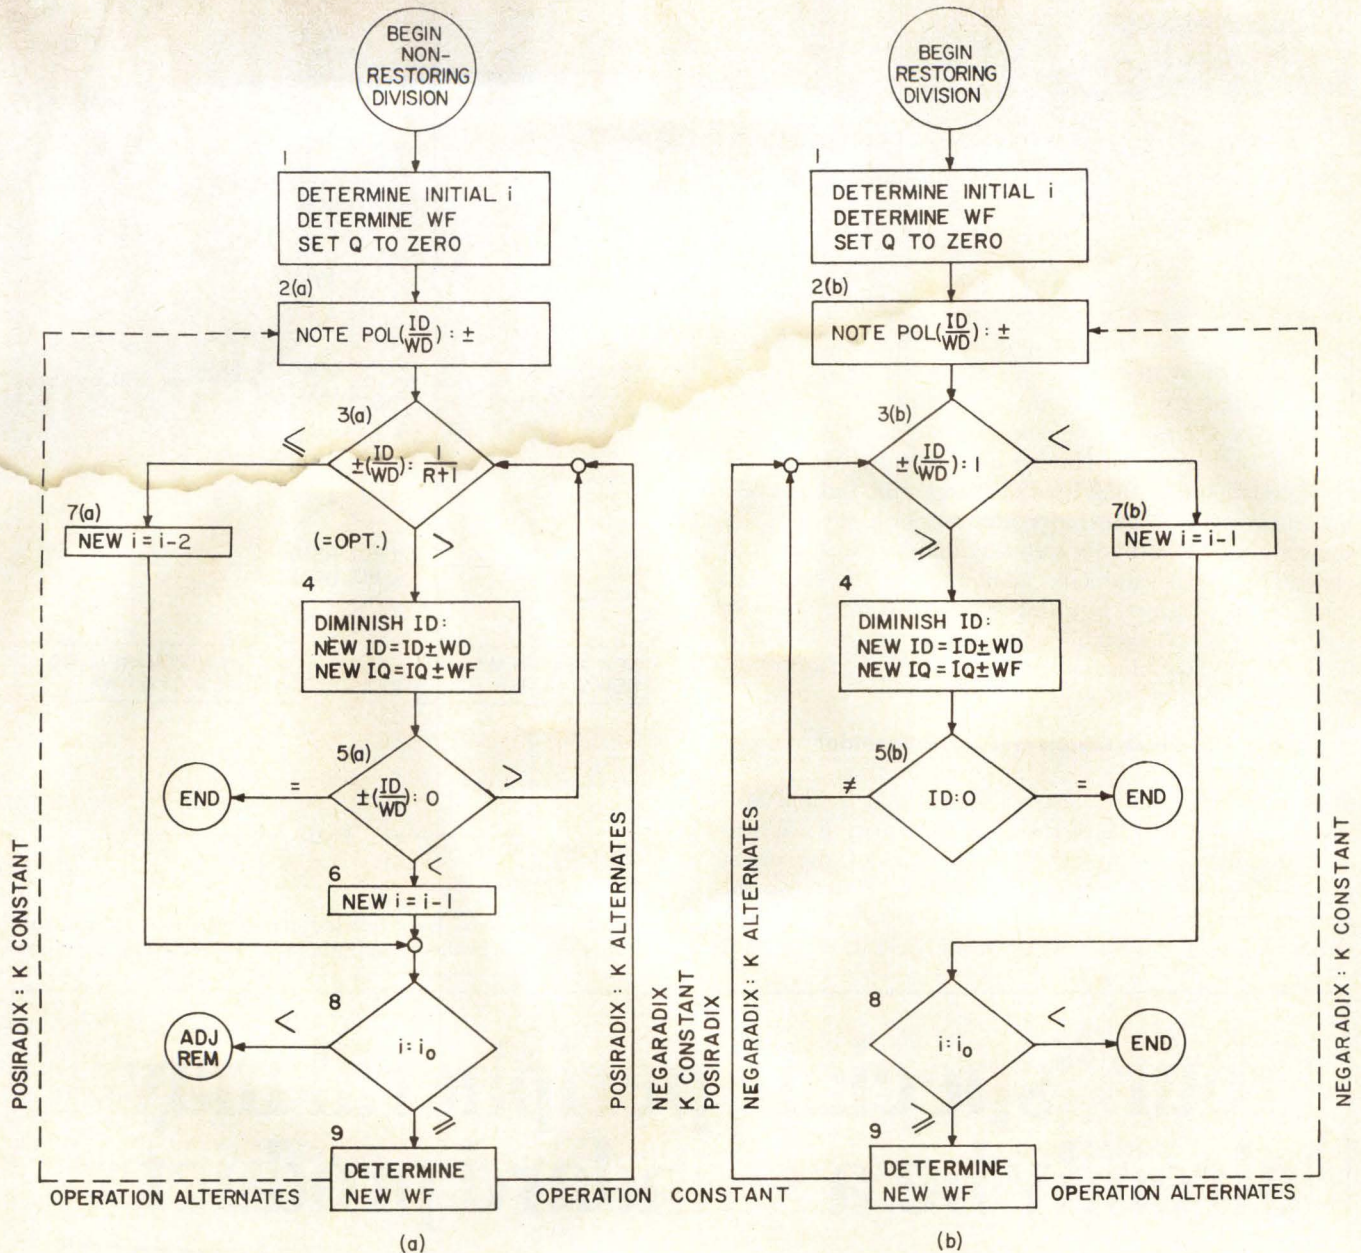 BEGIN
NON-
RESTORING
DIVISION
1
DETERMINE INITIAL i
DETERMINE WF
SET Q TO ZERO
2(a)
NOTE POL(ID/WD) : ±
3(a)
≤
±(ID/WD) : 1/R+1
7(a)
NEW i = i-2
(=OPT.)
>
4
DIMINISH ID:
NEW ID=ID±WD
NEW IQ=IQ±WF
5(a)
±(ID/WD) : 0
=
>
END
<
6
NEW i = i-1
8
<
i : i₀
ADJ
REM
≥
9
DETERMINE
NEW WF
POSIRADIX : K CONSTANT
OPERATION ALTERNATES
POSIRADIX : K ALTERNATES
NEGARADIX
K CONSTANT
POSIRADIX
OPERATION CONSTANT
(a)
BEGIN
RESTORING
DIVISION
1
DETERMINE INITIAL i
DETERMINE WF
SET Q TO ZERO
2(b)
NOTE POL(ID/WD) : ±
3(b)
<
±(ID/WD) : 1
7(b)
NEW i = i-1
≥
4
DIMINISH ID:
NEW ID=ID±WD
NEW IQ=IQ±WF
5(b)
≠
ID:0
=
END
8
<
i : i₀
END
≥
9
DETERMINE
NEW WF
NEGARADIX: K ALTERNATES
OPERATION ALTERNATES
NEGARADIX : K CONSTANT
(b)